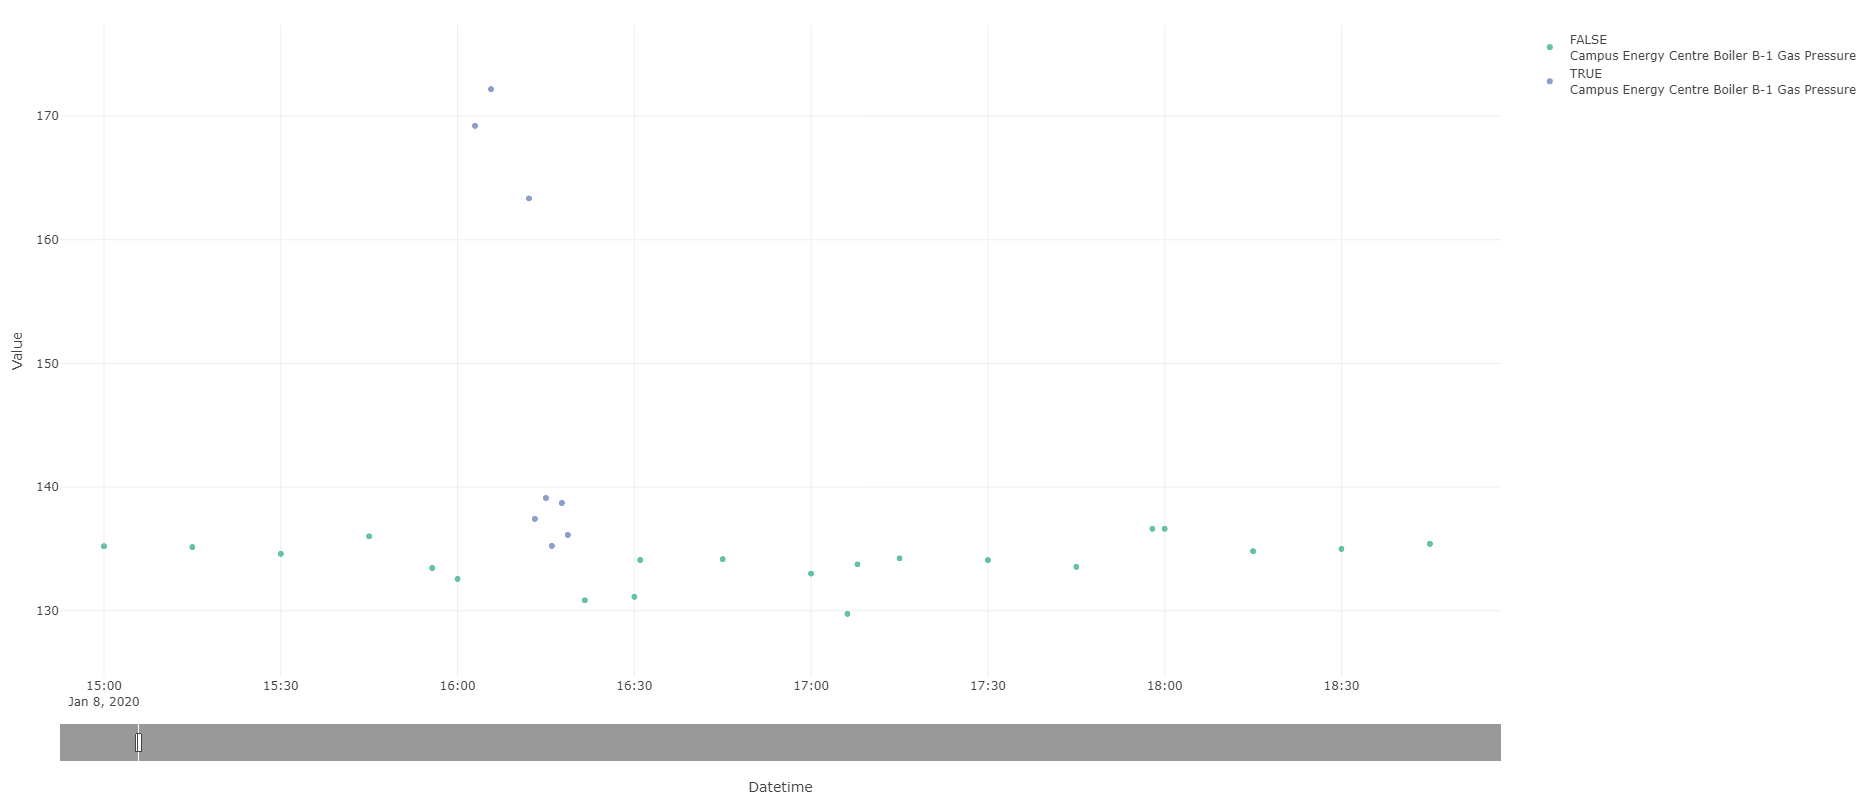 FALSE
Campus Energy Centre Boiler B-1 Gas Pressure
TRUE
Campus Energy Centre Boiler B-1 Gas Pressure
170
160
150
140
130
Value
15:00 15:30 16:00 16:30 17:00 17:30 18:00 18:30
Jan 8, 2020
Datetime